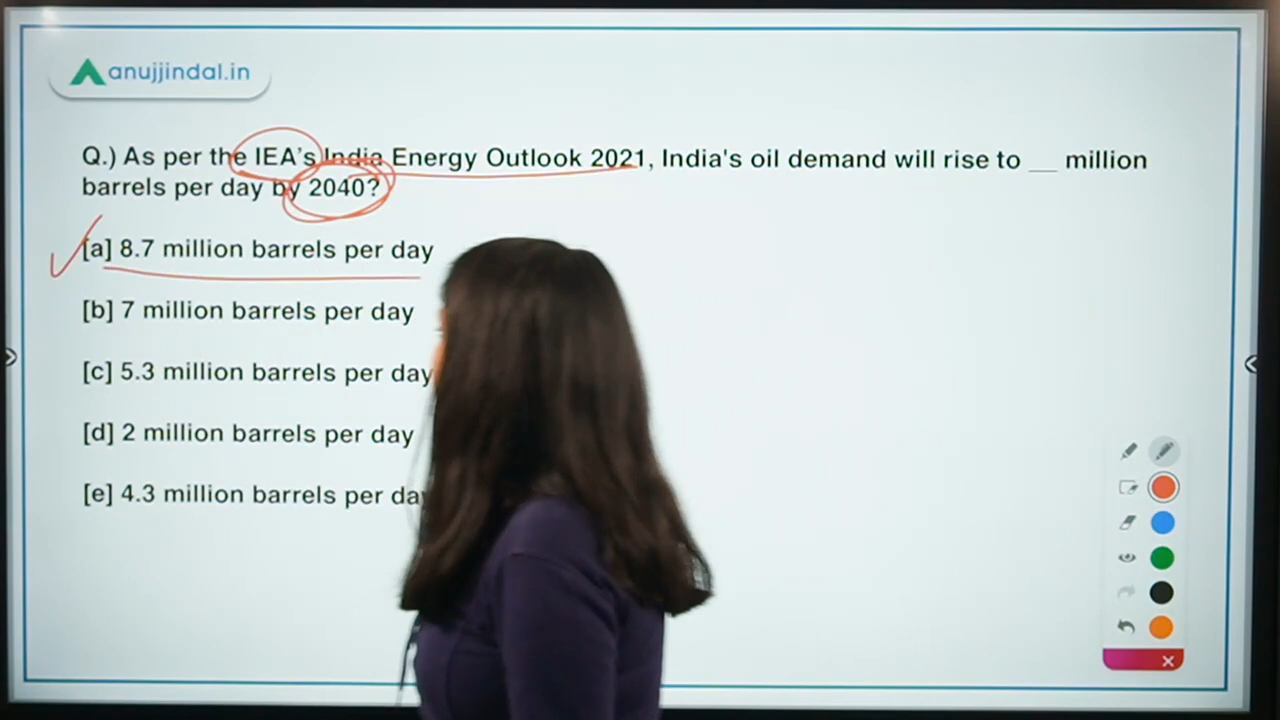 anujjindal.in
Q.) As per the IEA's India Energy Outlook 2021, India's oil demand will rise to __ million
barrels per day by 2040?
[a] 8.7 million barrels per day
[b] 7 million barrels per day
[c] 5.3 million barrels per day
[d] 2 million barrels per day
[e] 4.3 million barrels per day